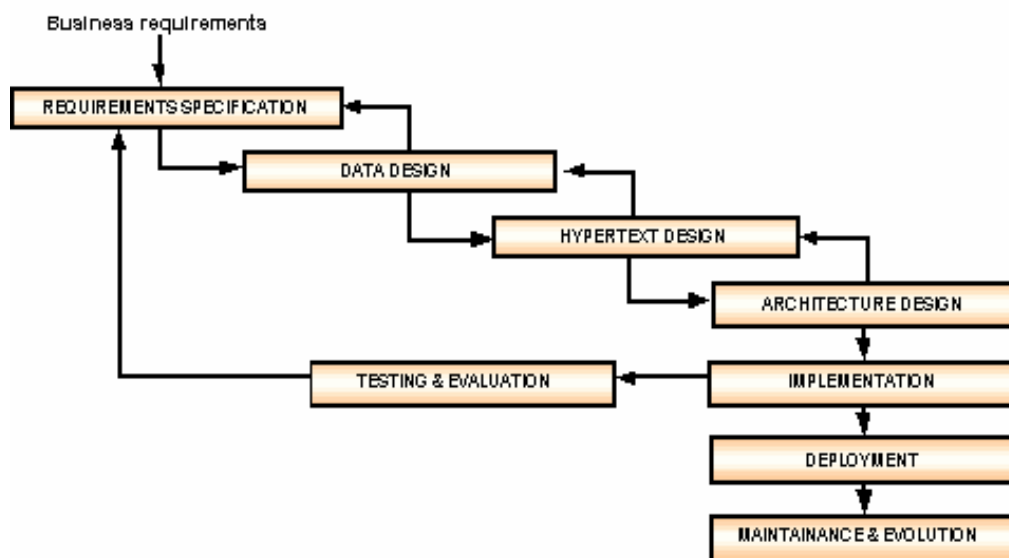 Business requirements
REQUIREMENTS SPECIFICATION
DATA DESIGN
HYPERTEXT DESIGN
ARCHITECTURE DESIGN
TESTING & EVALUATION
IMPLEMENTATION
DEPLOYMENT
MAINTAINANCE & EVOLUTION